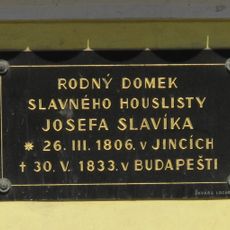 RODNÝ DOMEK
SLAVNÉHO HOUSLISTY
JOSEFA SLAVÍKA
* 26. III. 1806. v JINCÍCH
† 30. V. 1833. v BUDAPEŠTI